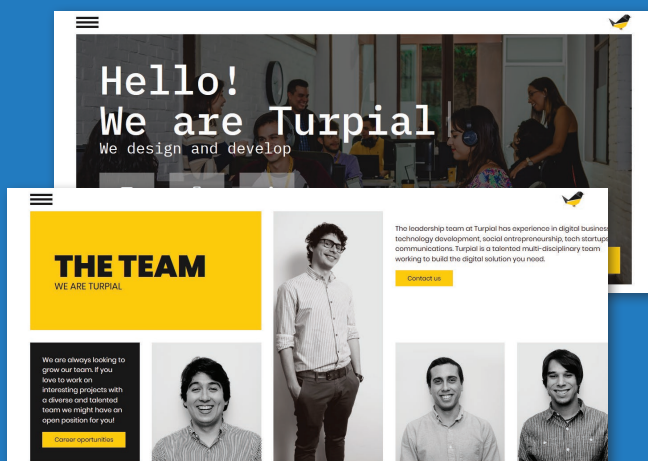 Hello!
We are Turpial
We design and develop
THE TEAM
WE ARE TURPIAL
The leadership team at Turpial has experience in digital business
technology development, social entrepreneurship, tech startups
communications. Turpial is a talented multi-disciplinary team
working to build the digital solution you need.
Contact us
We are always looking to
grow our team. If you
love to work on
interesting projects with
a diverse and talented
team we might have an
open position for you!
Career oportunities